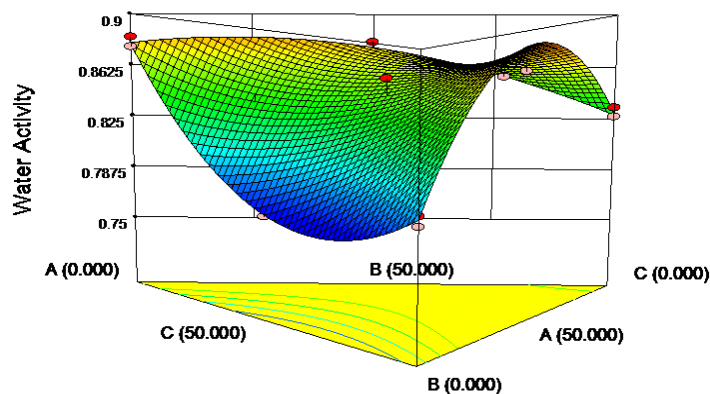 0.9
0.8625
0.825
0.7875
0.75
Water Activity
A (0.000)
B (50.000)
C (0.000)
C (50.000)
A (50.000)
B (0.000)